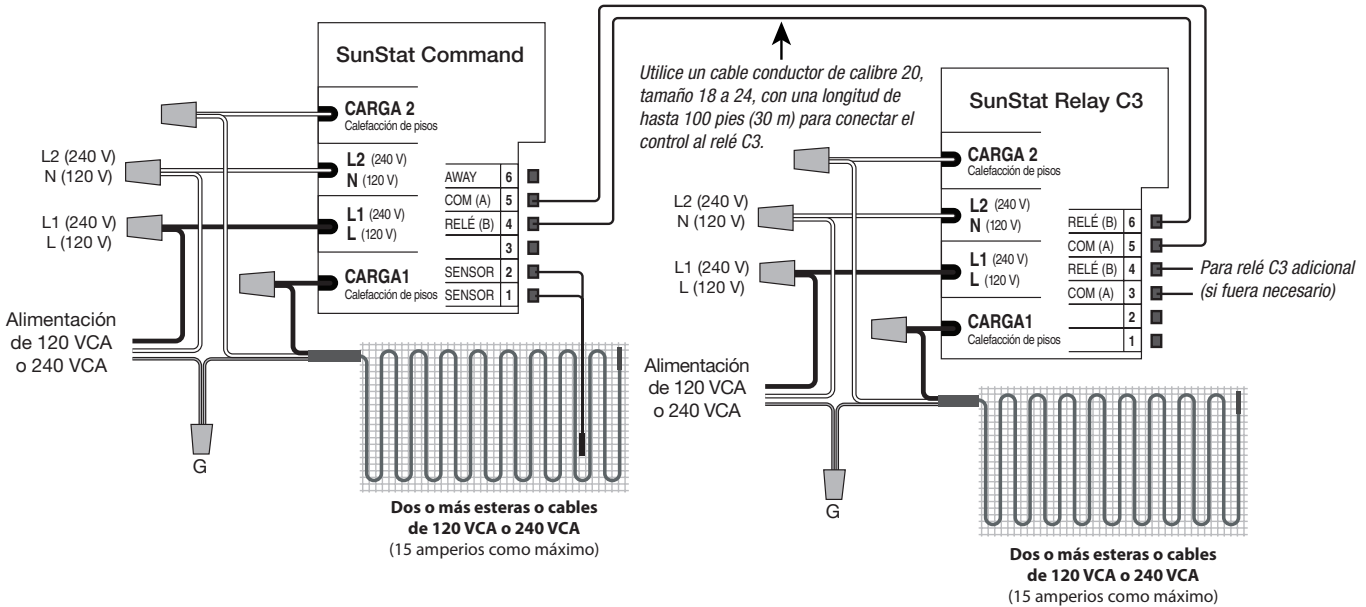 SunStat Command
CARGA 2
Calefacción de pisos
L2 (240 V)
N (120 V)
L2 (240 V)
N (120 V)
L1 (240 V)
L (120 V)
L1 (240 V)
L (120 V)
CARGA1
Calefacción de pisos
AWAY 6
COM (A) 5
RELÉ (B) 4
3
SENSOR 2
SENSOR 1
Alimentación
de 120 VCA
o 240 VCA
G
Dos o más esteras o cables
de 120 VCA o 240 VCA
(15 amperios como máximo)
Utilice un cable conductor de calibre 20,
tamaño 18 a 24, con una longitud de
hasta 100 pies (30 m) para conectar el
control al relé C3.
SunStat Relay C3
CARGA 2
Calefacción de pisos
L2 (240 V)
N (120 V)
L2 (240 V)
N (120 V)
L1 (240 V)
L (120 V)
L1 (240 V)
L (120 V)
CARGA1
Calefacción de pisos
RELÉ (B) 6
COM (A) 5
RELÉ (B) 4
COM (A) 3
2
1
Para relé C3 adicional
(si fuera necesario)
Alimentación
de 120 VCA
o 240 VCA
G
Dos o más esteras o cables
de 120 VCA o 240 VCA
(15 amperios como máximo)